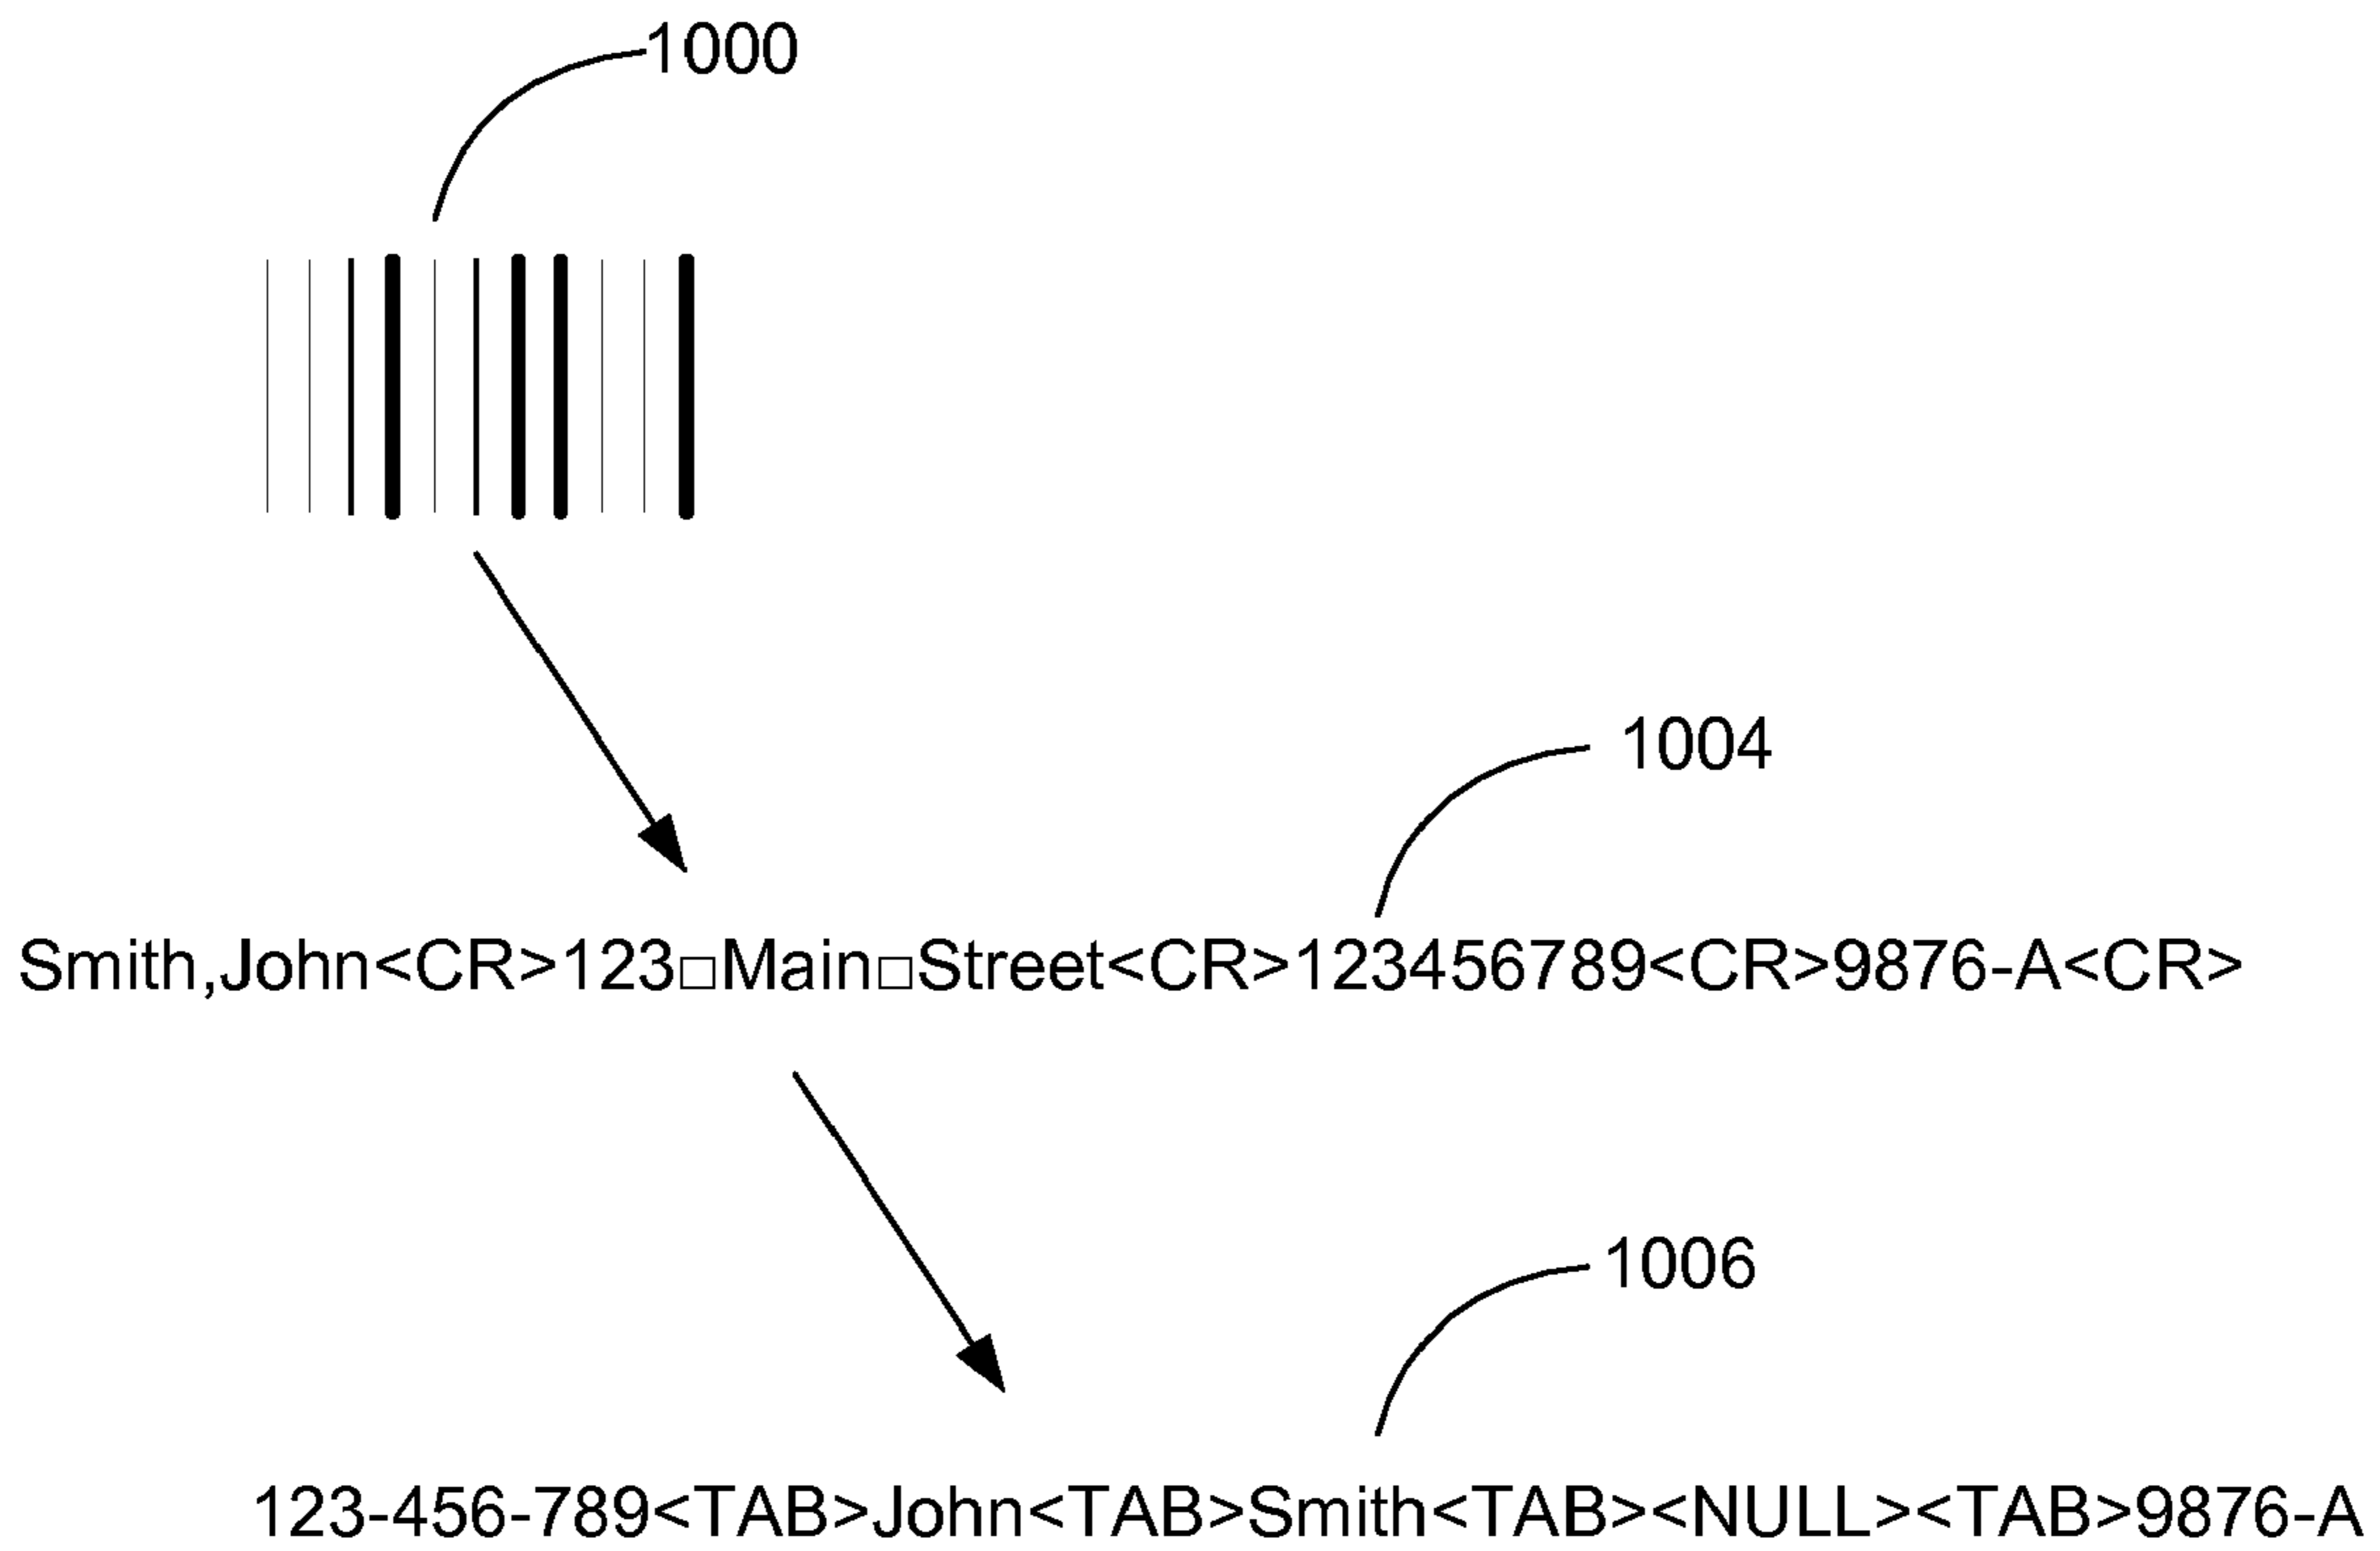 1000
1004
Smith,John<CR>123□Main□Street<CR>123456789<CR>9876-A<CR>
1006
123-456-789<TAB>John<TAB>Smith<TAB><NULL><TAB>9876-A